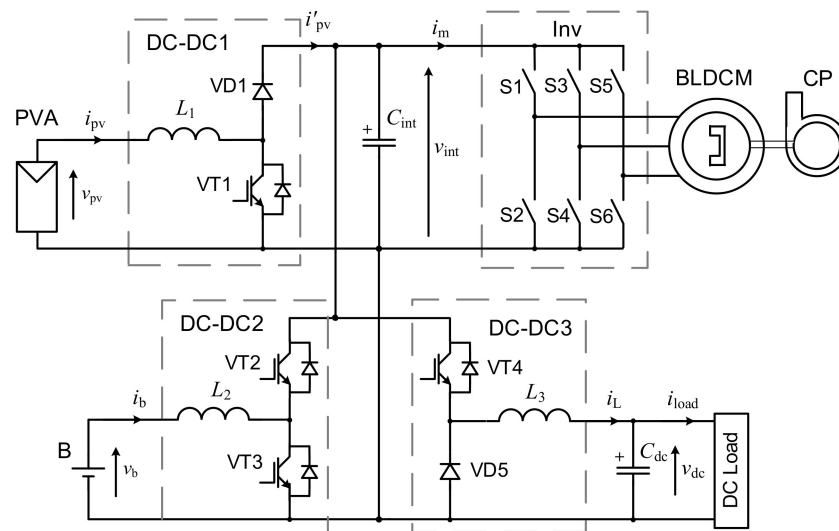 DC-DC1
i′pv
im
Inv
VD1
S1
S3
S5
BLDCM
CP
PVA
ipv
L1
Cint
+
vint
vpv
VT1
S2
S4
S6
DC-DC2
DC-DC3
VT2
VT4
ib
L2
L3
iL
iload
B
vb
VT3
VD5
+
Cdc
vdc
DC Load